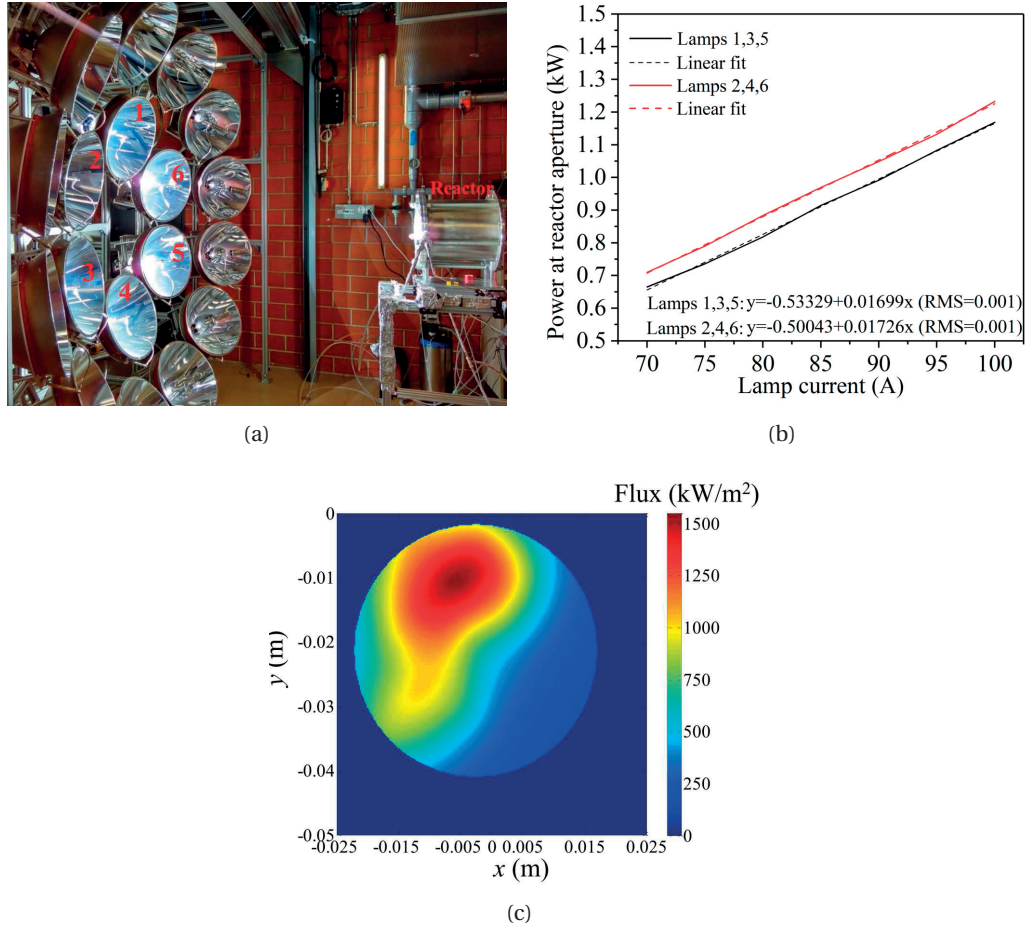 1
2
6
Reactor
3
5
4
(a)
1.5
1.4
1.3
1.2
1.1
1.0
0.9
0.8
0.7
0.6
0.5
Power at reactor aperture (kW)
Lamps 1,3,5
Linear fit
Lamps 2,4,6
Linear fit
Lamps 1,3,5: y=-0.53329+0.01699x (RMS=0.001)
Lamps 2,4,6: y=-0.50043+0.01726x (RMS=0.001)
70 75 80 85 90 95 100
Lamp current (A)
(b)
Flux (kW/m²)
0
-0.01
-0.02
-0.03
-0.04
-0.05
y (m)
-0.025 -0.015 -0.005 0 0.005 0.015 0.025
x (m)
1500
1250
1000
750
500
250
0
(c)